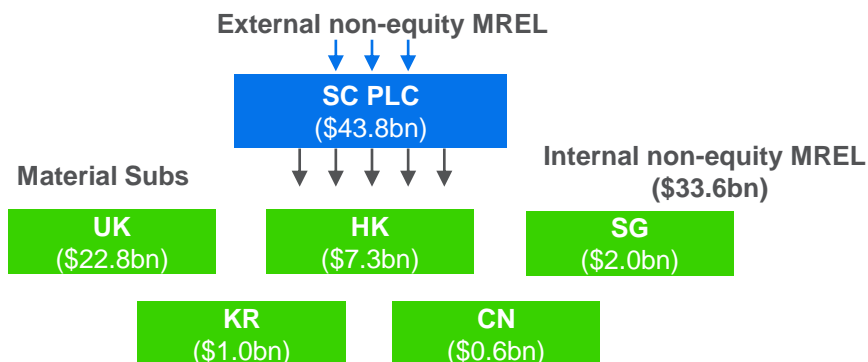 External non-equity MREL
SC PLC
($43.8bn)
Internal non-equity MREL
($33.6bn)
Material Subs
UK
($22.8bn)
HK
($7.3bn)
SG
($2.0bn)
KR
($1.0bn)
CN
($0.6bn)